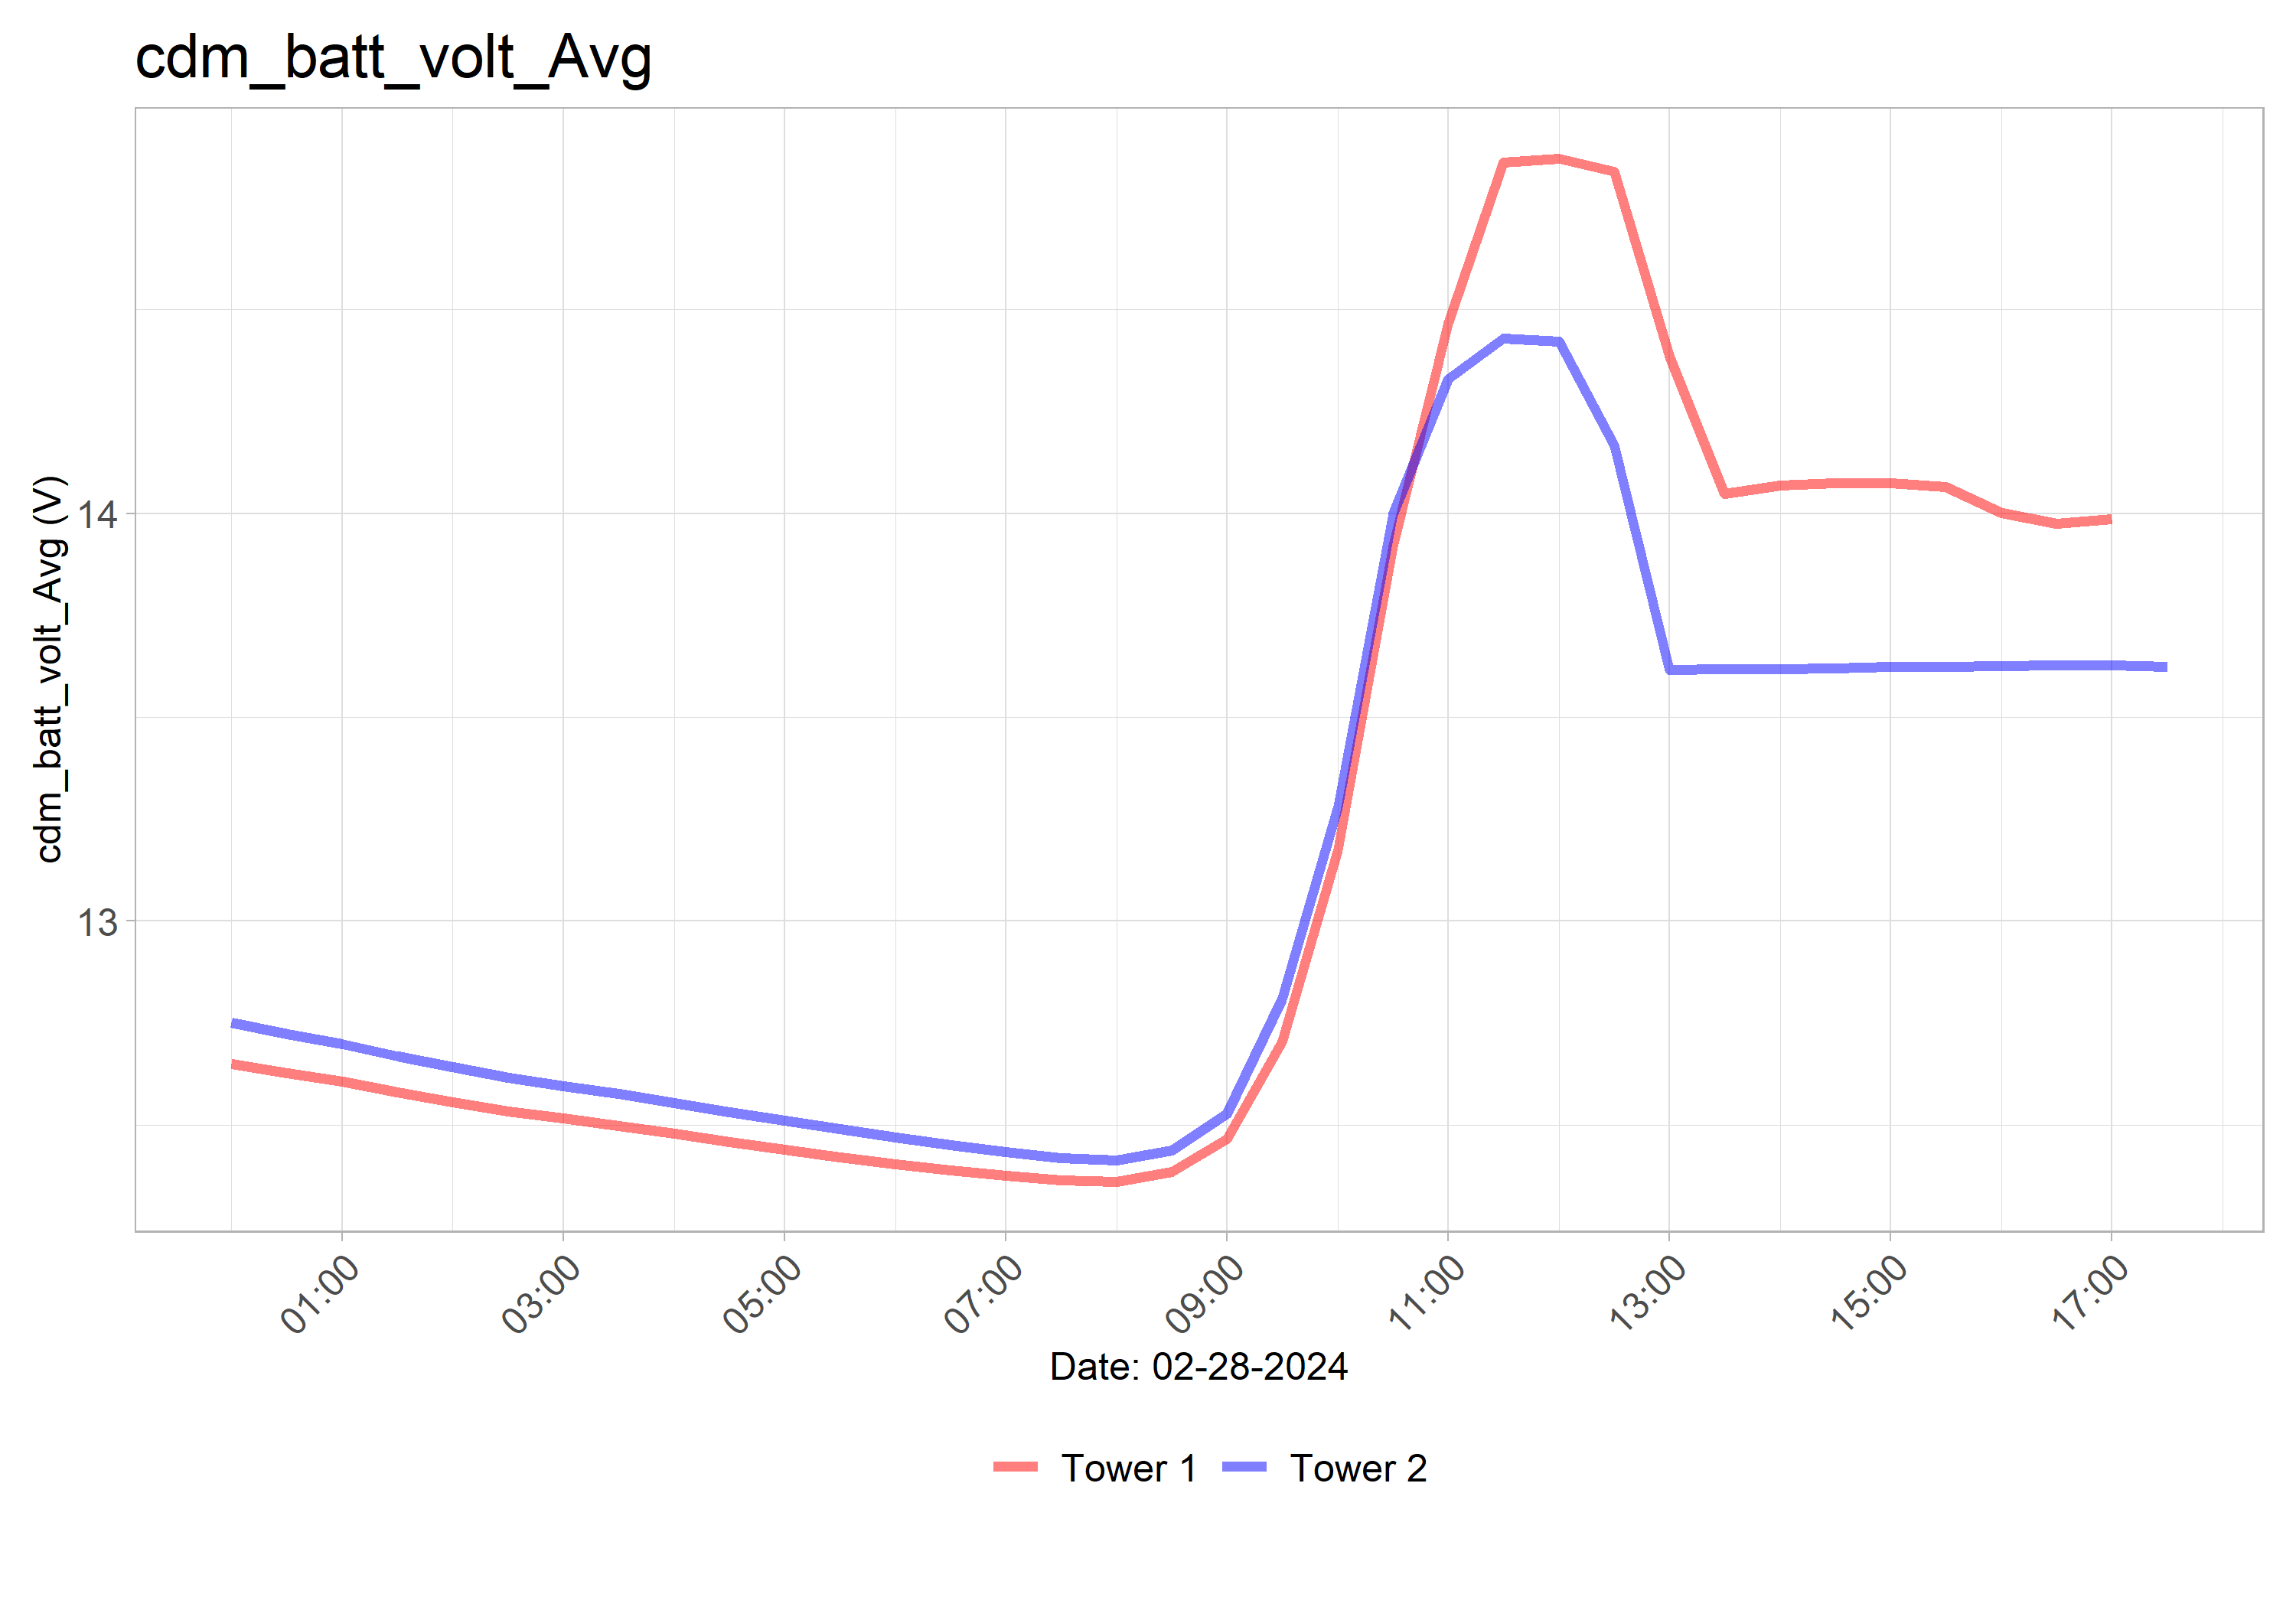 cdm_batt_volt_Avg
cdm_batt_volt_Avg (V)
14
13
01:00
03:00
05:00
07:00
09:00
11:00
13:00
15:00
17:00
Date: 02-28-2024
Tower 1
Tower 2